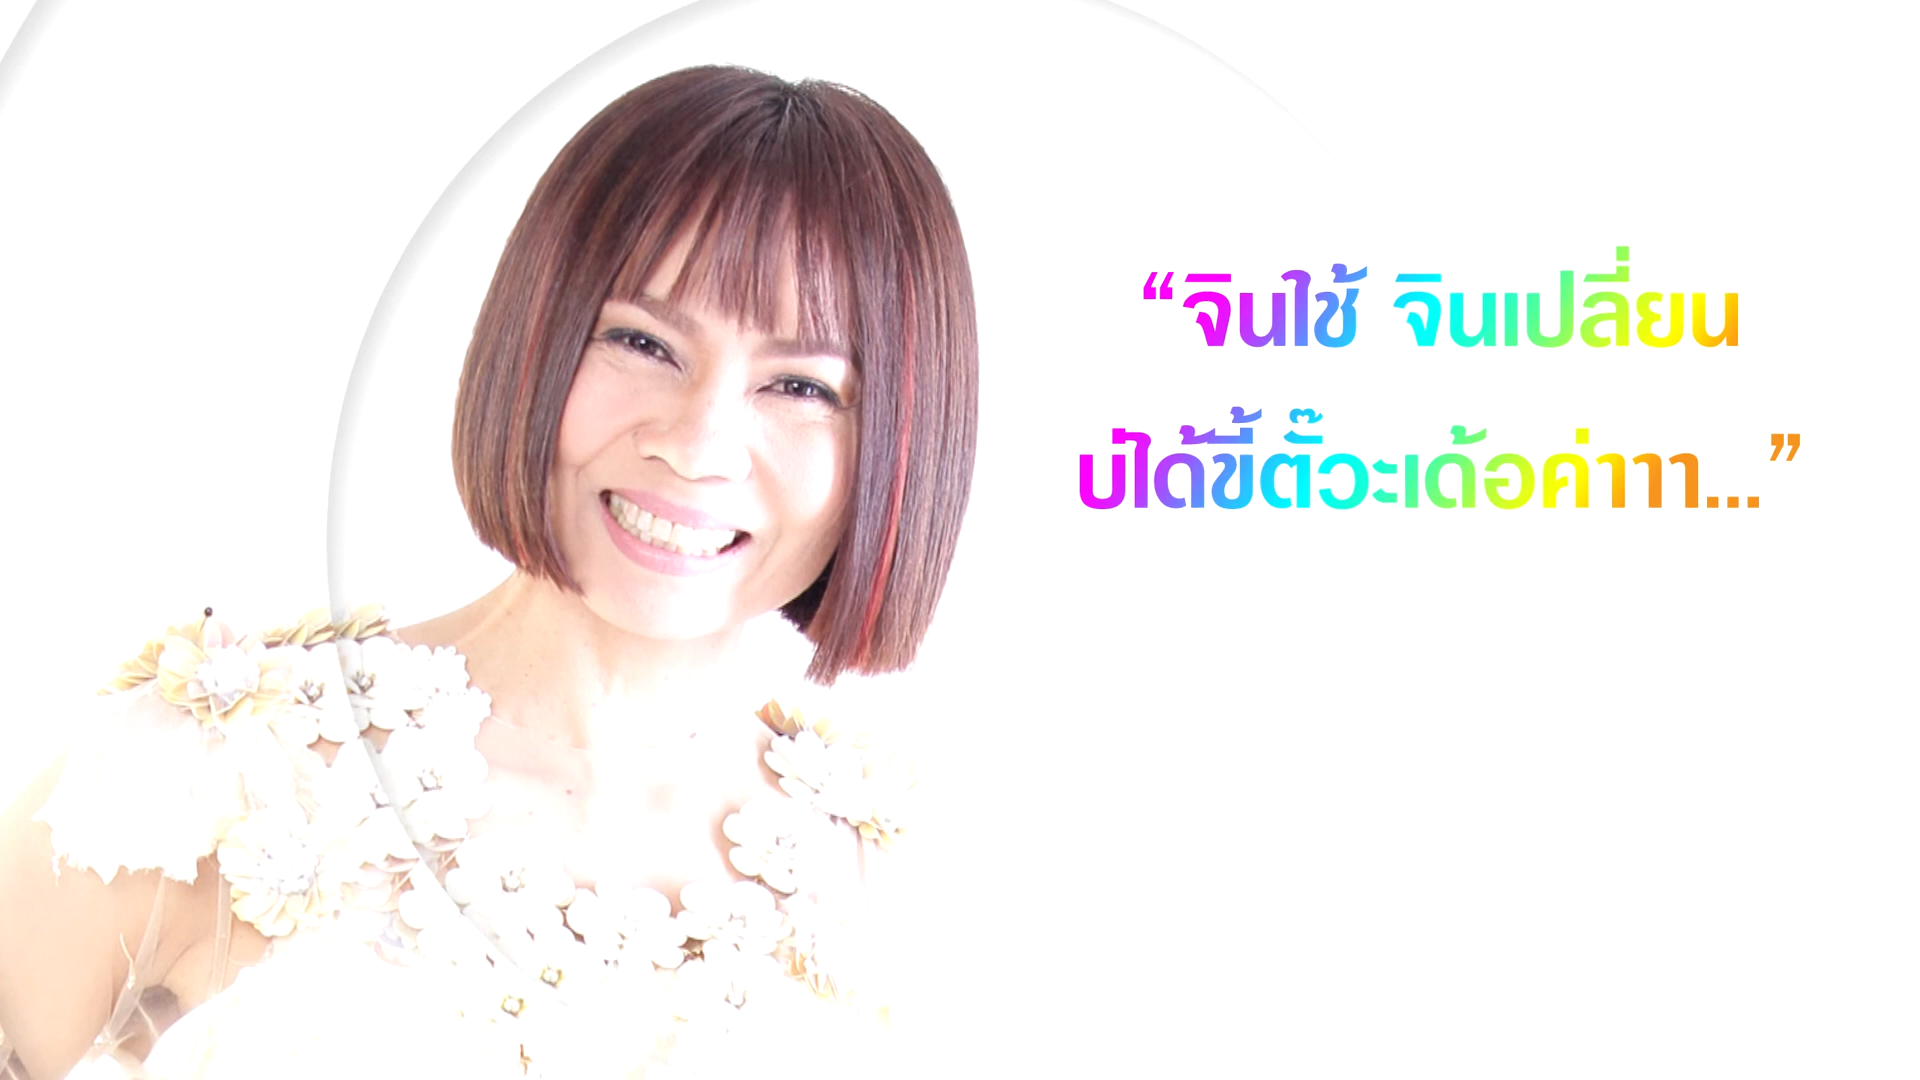 “จินใช้ จินเปลี่ยน
บ่ได้ขี้ตั๊วะเด้อค่าาา...”